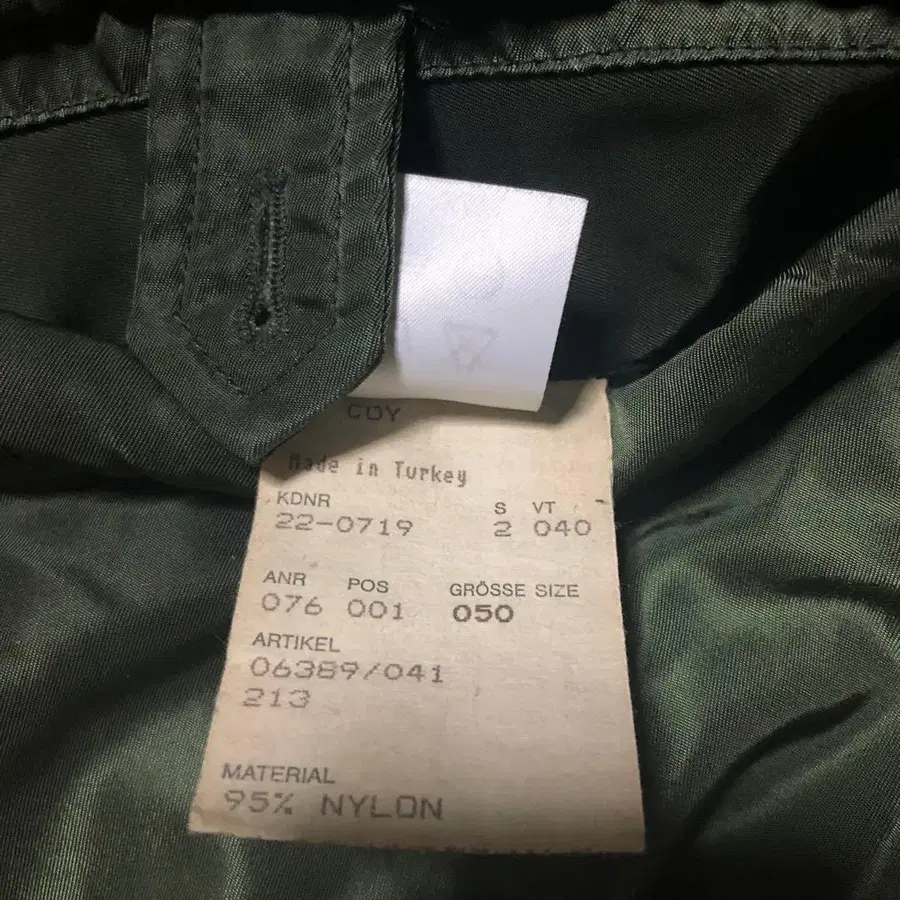 COY
Made in Turkey
KDNR S VT
22-0719 2 040
ANR POS GRÖSSE SIZE
076 001 050
ARTIKEL
06389/041
213
MATERIAL
95% NYLON